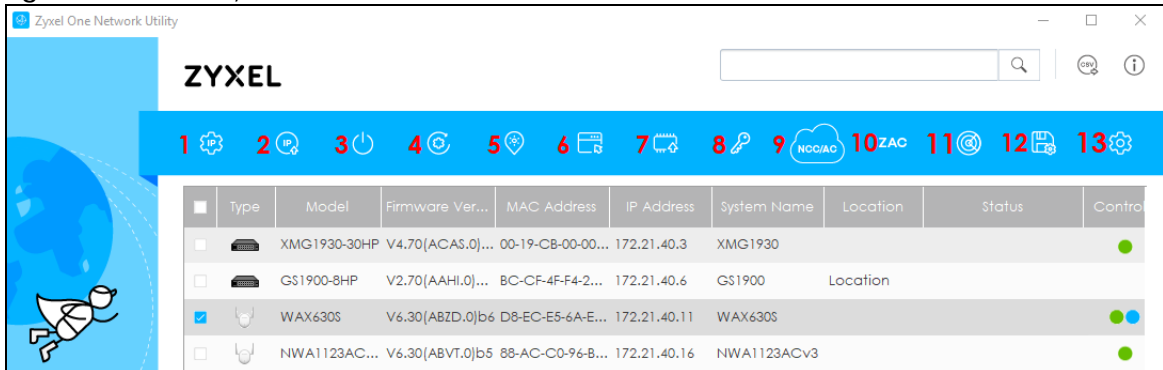 Zyxel One Network Utility
ZYXEL
CSV
1 IP 2 IP 3 4 5 6 7 8 9 NCC/AC 10 ZAC 11 12 13
Type Model Firmware Ver... MAC Address IP Address System Name Location Status Control
XMG1930-30HP V4.70(ACAS.0)... 00-19-CB-00-00... 172.21.40.3 XMG1930
GS1900-8HP V2.70(AAHI.0)... BC-CF-4F-F4-2... 172.21.40.6 GS1900 Location
WAX630S V6.30(ABZD.0)b6 D8-EC-E5-6A-E... 172.21.40.11 WAX630S
NWA1123AC... V6.30(ABVT.0)b5 88-AC-C0-96-B... 172.21.40.16 NWA1123ACv3